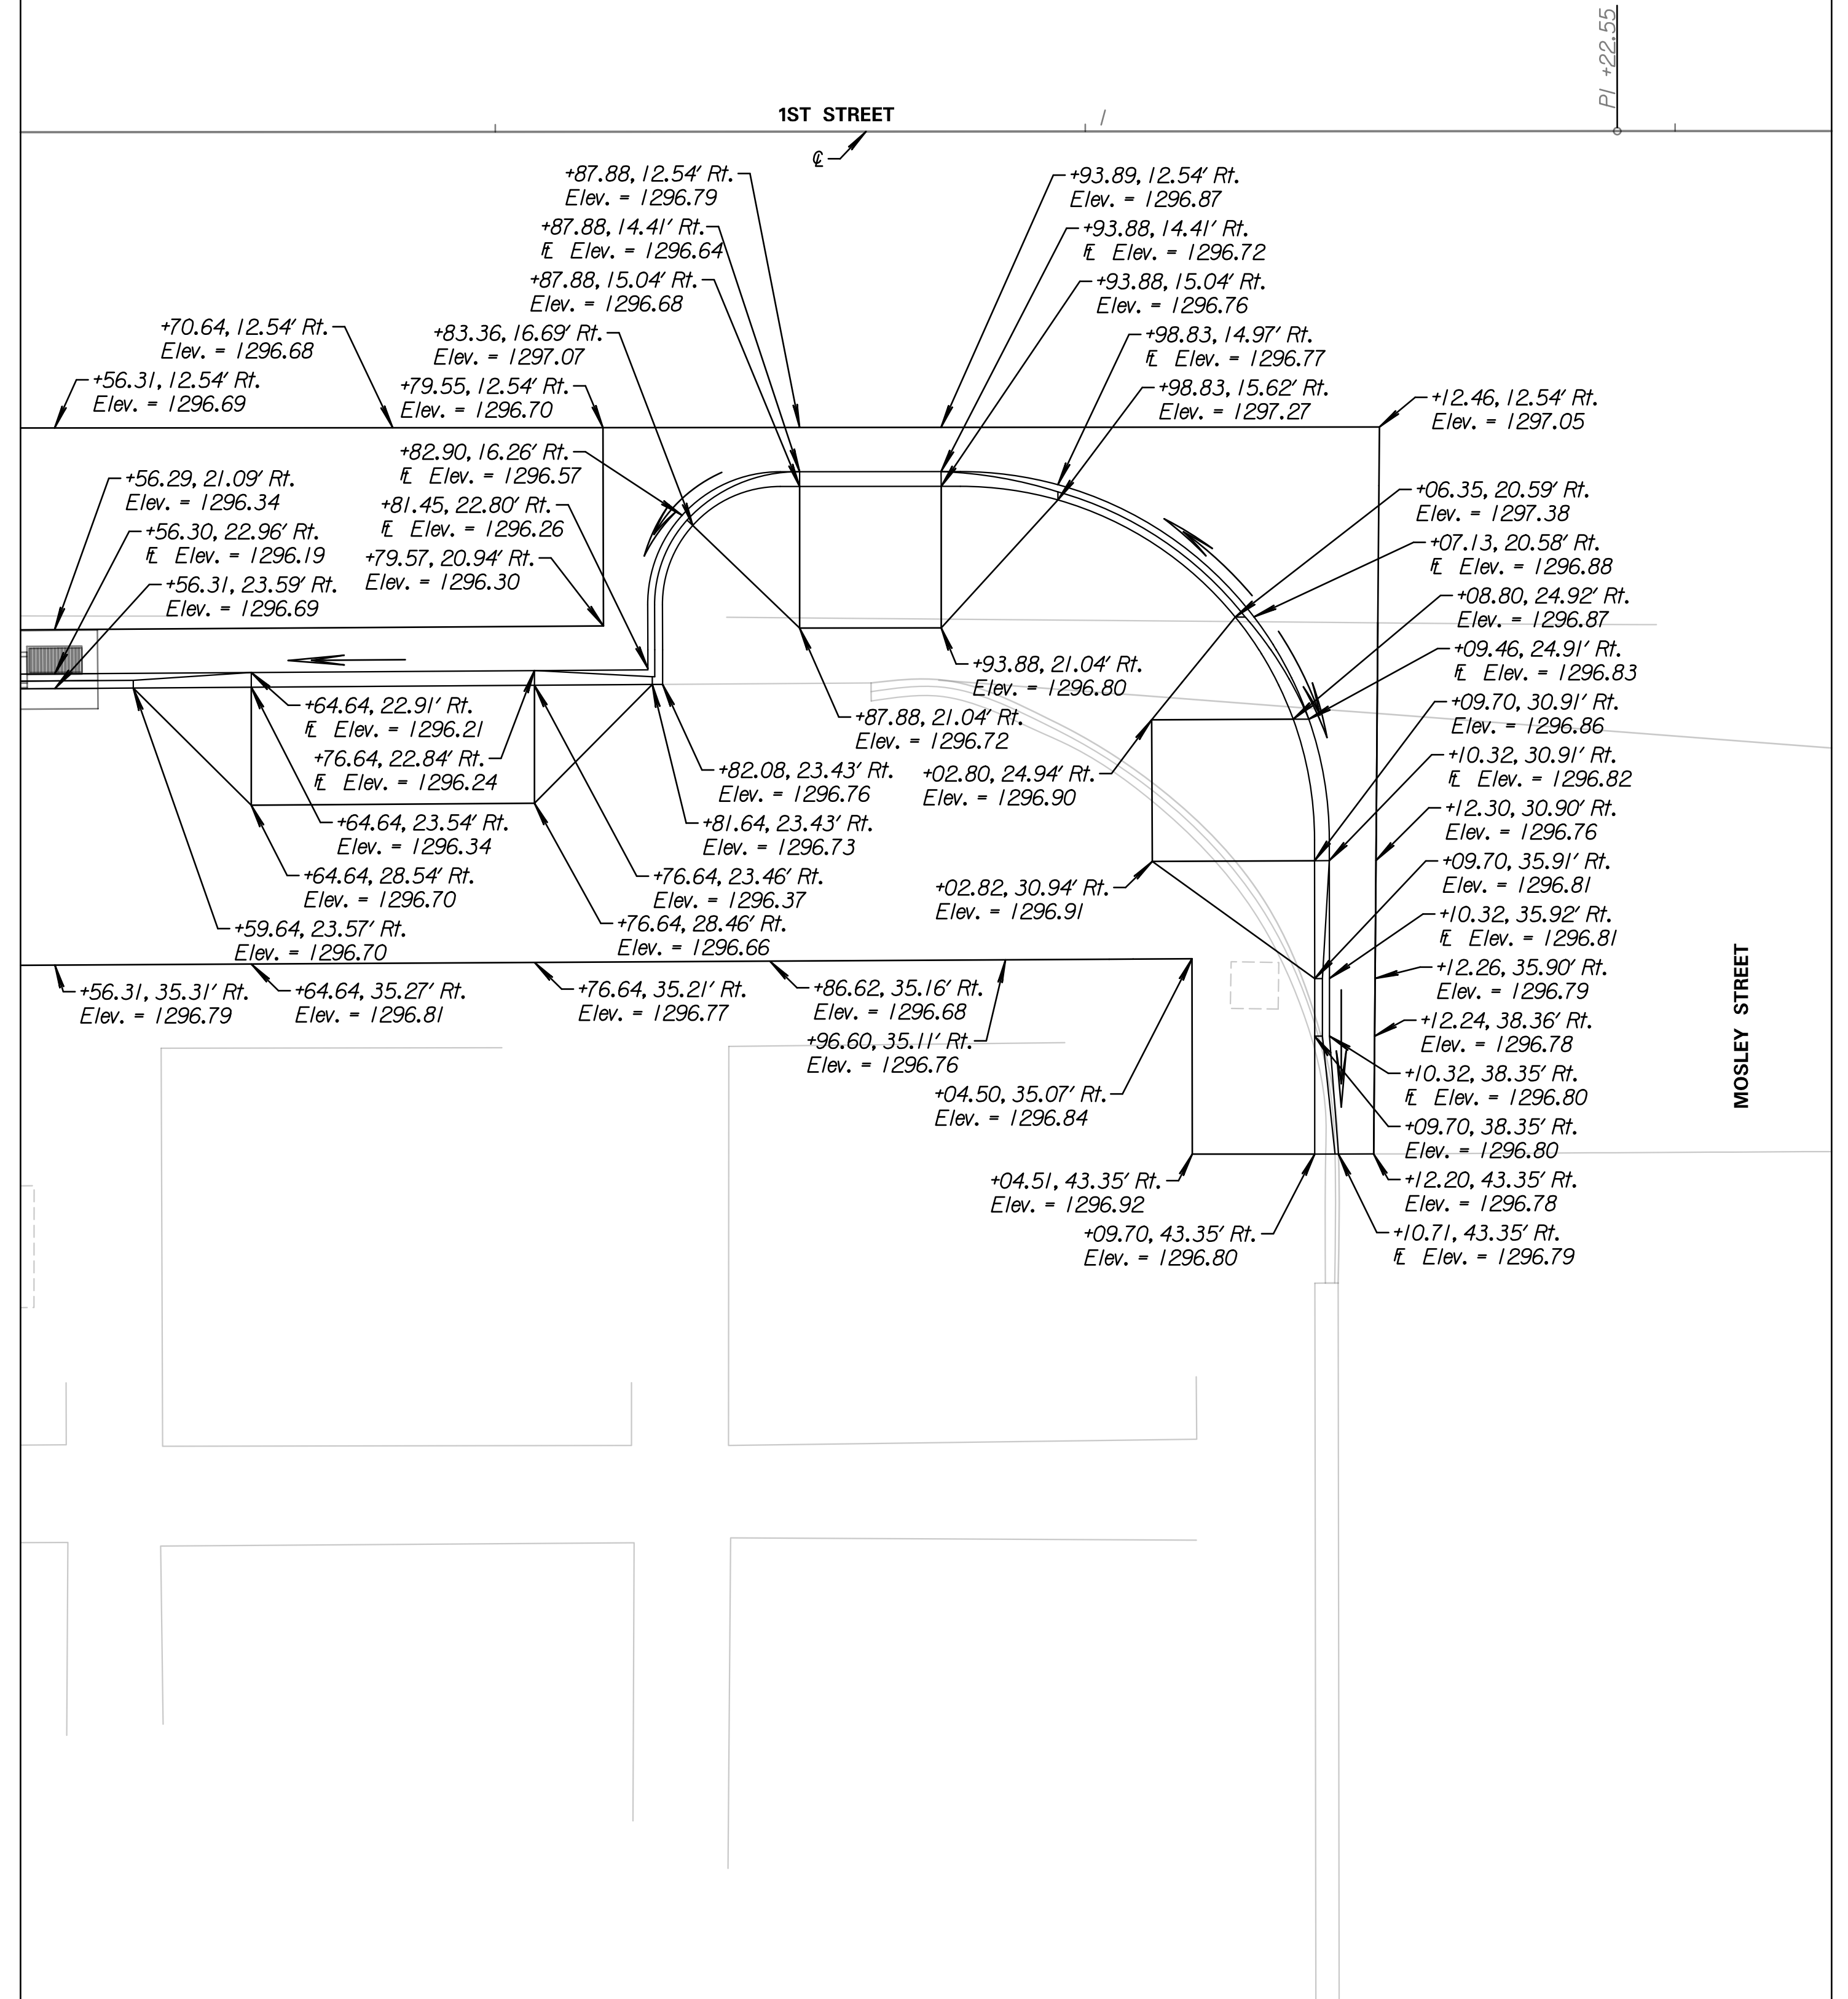 PI +22.55
1ST STREET
℄
+87.88, 12.54' Rt.
Elev. = 1296.79
+93.89, 12.54' Rt.
Elev. = 1296.87
+87.88, 14.41' Rt.
FL Elev. = 1296.64
+93.88, 14.41' Rt.
FL Elev. = 1296.72
+87.88, 15.04' Rt.
Elev. = 1296.68
+93.88, 15.04' Rt.
Elev. = 1296.76
+70.64, 12.54' Rt.
Elev. = 1296.68
+83.36, 16.69' Rt.
Elev. = 1297.07
+98.83, 14.97' Rt.
FL Elev. = 1296.77
+56.31, 12.54' Rt.
Elev. = 1296.69
+79.55, 12.54' Rt.
Elev. = 1296.70
+98.83, 15.62' Rt.
Elev. = 1297.27
+12.46, 12.54' Rt.
Elev. = 1297.05
+82.90, 16.26' Rt.
FL Elev. = 1296.57
+56.29, 21.09' Rt.
Elev. = 1296.34
+06.35, 20.59' Rt.
Elev. = 1297.38
+81.45, 22.80' Rt.
FL Elev. = 1296.26
+56.30, 22.96' Rt.
FL Elev. = 1296.19
+07.13, 20.58' Rt.
FL Elev. = 1296.88
+79.57, 20.94' Rt.
Elev. = 1296.30
+56.31, 23.59' Rt.
Elev. = 1296.69
+08.80, 24.92' Rt.
Elev. = 1296.87
+09.46, 24.91' Rt.
FL Elev. = 1296.83
+93.88, 21.04' Rt.
Elev. = 1296.80
+64.64, 22.91' Rt.
FL Elev. = 1296.21
+87.88, 21.04' Rt.
Elev. = 1296.72
+09.70, 30.91' Rt.
Elev. = 1296.86
+76.64, 22.84' Rt.
FL Elev. = 1296.24
+82.08, 23.43' Rt.
Elev. = 1296.76
+02.80, 24.94' Rt.
Elev. = 1296.90
+10.32, 30.91' Rt.
FL Elev. = 1296.82
+64.64, 23.54' Rt.
Elev. = 1296.34
+81.64, 23.43' Rt.
Elev. = 1296.73
+12.30, 30.90' Rt.
Elev. = 1296.76
+64.64, 28.54' Rt.
Elev. = 1296.70
+76.64, 23.46' Rt.
Elev. = 1296.37
+02.82, 30.94' Rt.
Elev. = 1296.91
+09.70, 35.91' Rt.
Elev. = 1296.81
+59.64, 23.57' Rt.
Elev. = 1296.70
+76.64, 28.46' Rt.
Elev. = 1296.66
+10.32, 35.92' Rt.
FL Elev. = 1296.81
+12.26, 35.90' Rt.
Elev. = 1296.79
MOSLEY STREET
+56.31, 35.31' Rt.
Elev. = 1296.79
+64.64, 35.27' Rt.
Elev. = 1296.81
+76.64, 35.21' Rt.
Elev. = 1296.77
+86.62, 35.16' Rt.
Elev. = 1296.68
+12.24, 38.36' Rt.
Elev. = 1296.78
+96.60, 35.11' Rt.
Elev. = 1296.76
+10.32, 38.35' Rt.
FL Elev. = 1296.80
+04.50, 35.07' Rt.
Elev. = 1296.84
+09.70, 38.35' Rt.
Elev. = 1296.80
+04.51, 43.35' Rt.
Elev. = 1296.92
+12.20, 43.35' Rt.
Elev. = 1296.78
+09.70, 43.35' Rt.
Elev. = 1296.80
+10.71, 43.35' Rt.
FL Elev. = 1296.79